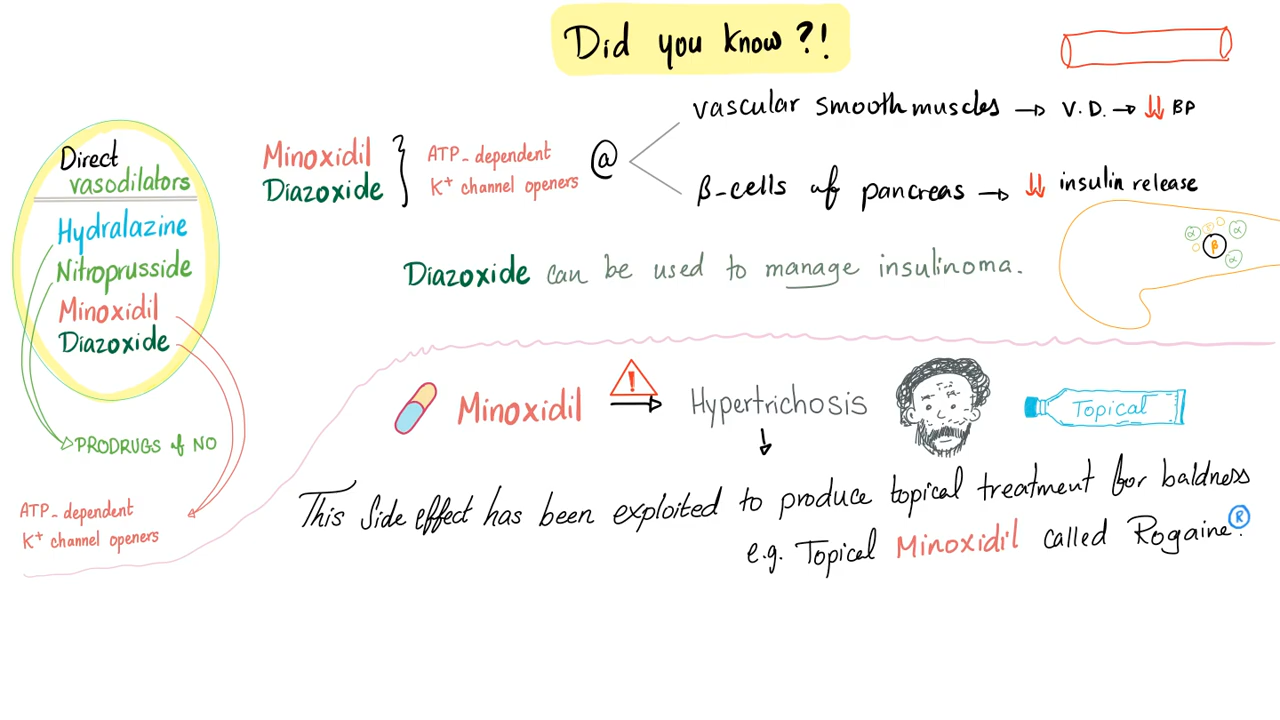 Did you know ?!
Direct
vasodilators
Hydralazine
Nitroprusside
Minoxidil
Diazoxide
PRODRUGS of NO
ATP-dependent
K+ channel openers
Minoxidil
Diazoxide
ATP-dependent
K+ channel openers
@
vascular smooth muscles → V.D. → ↓↓ BP
β-cells of pancreas → ↓↓ insulin release
α β α α
Diazoxide can be used to manage insulinoma.
Minoxidil ! ⇒ Hypertrichosis
Topical
This Side effect has been exploited to produce topical treatment for baldness
e.g. Topical Minoxidil called Rogaine®.